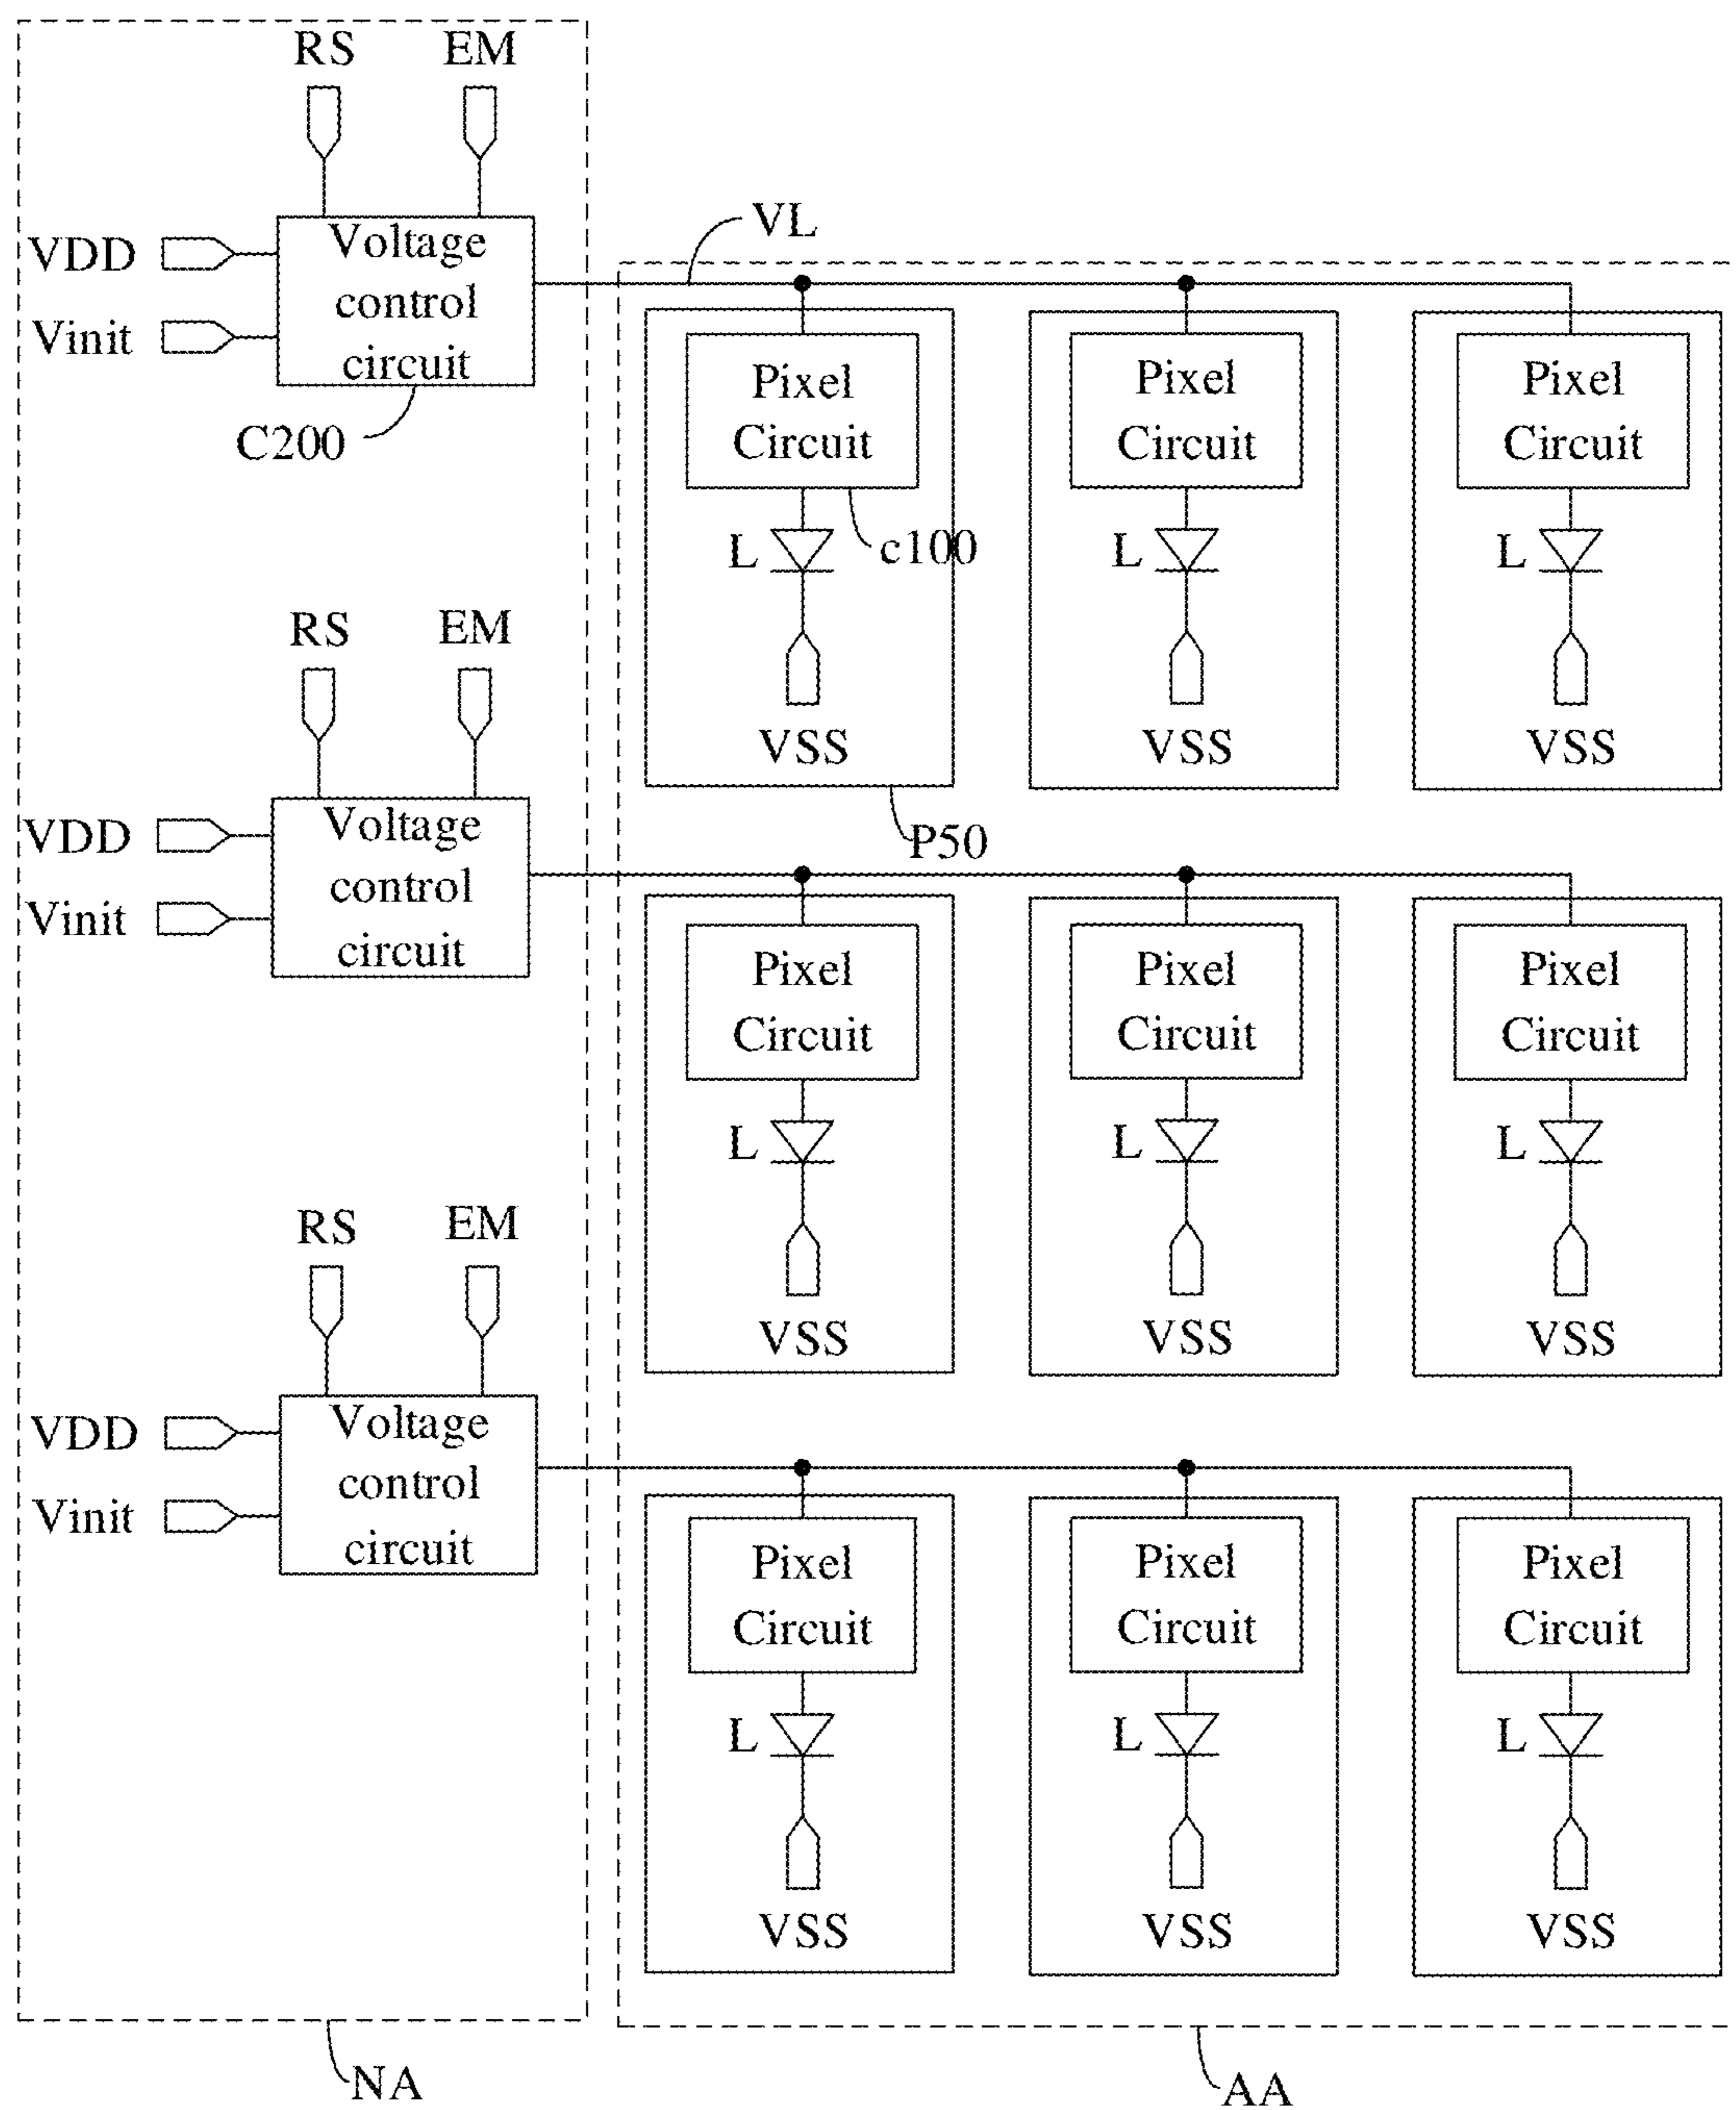 RS EM
VL
VDD
Vinit
Voltage
control
circuit
C200
Pixel
Circuit
Pixel
Circuit
Pixel
Circuit
L
c100
L
L
VSS
VSS
VSS
P50
RS EM
VDD
Vinit
Voltage
control
circuit
Pixel
Circuit
Pixel
Circuit
Pixel
Circuit
L
L
L
VSS
VSS
VSS
RS EM
VDD
Vinit
Voltage
control
circuit
Pixel
Circuit
Pixel
Circuit
Pixel
Circuit
L
L
L
VSS
VSS
VSS
NA
AA